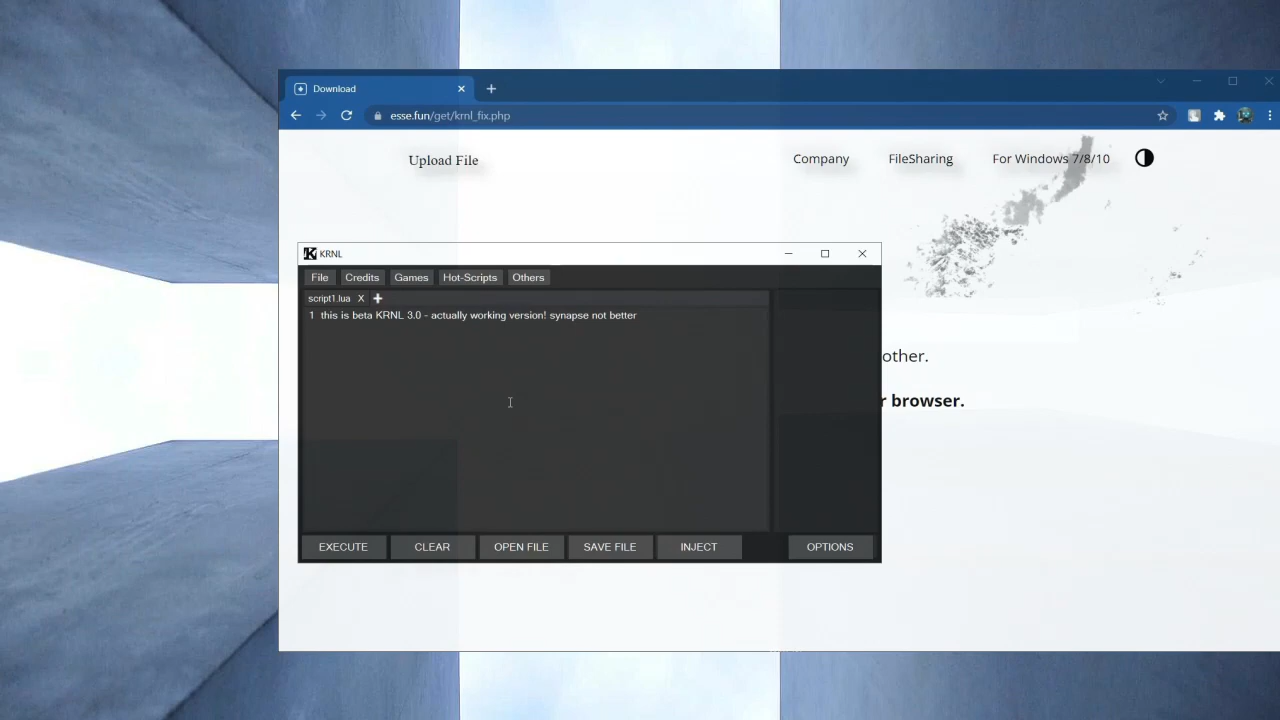 Download
esse.fun/get/krnl_fix.php
Upload File
Company
FileSharing
For Windows 7/8/10
KRNL
File
Credits
Games
Hot-Scripts
Others
script1.lua X
1 this is beta KRNL 3.0 - actually working version! synapse not better
other.
browser.
EXECUTE
CLEAR
OPEN FILE
SAVE FILE
INJECT
OPTIONS